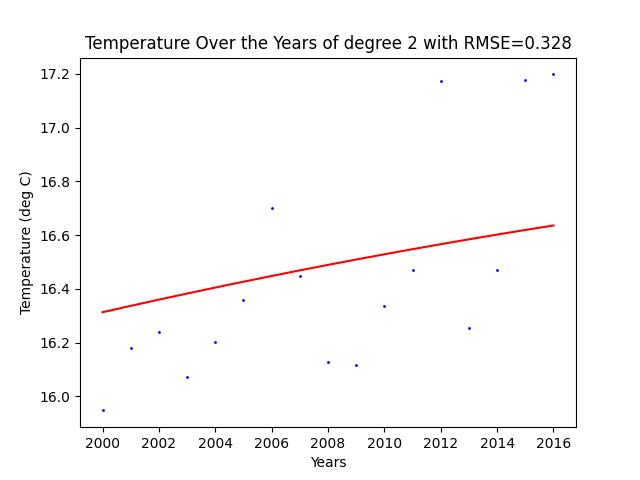 Temperature Over the Years of degree 2 with RMSE=0.328
17.2
17.0
16.8
16.6
16.4
16.2
16.0
Temperature (deg C)
2000 2002 2004 2006 2008 2010 2012 2014 2016
Years